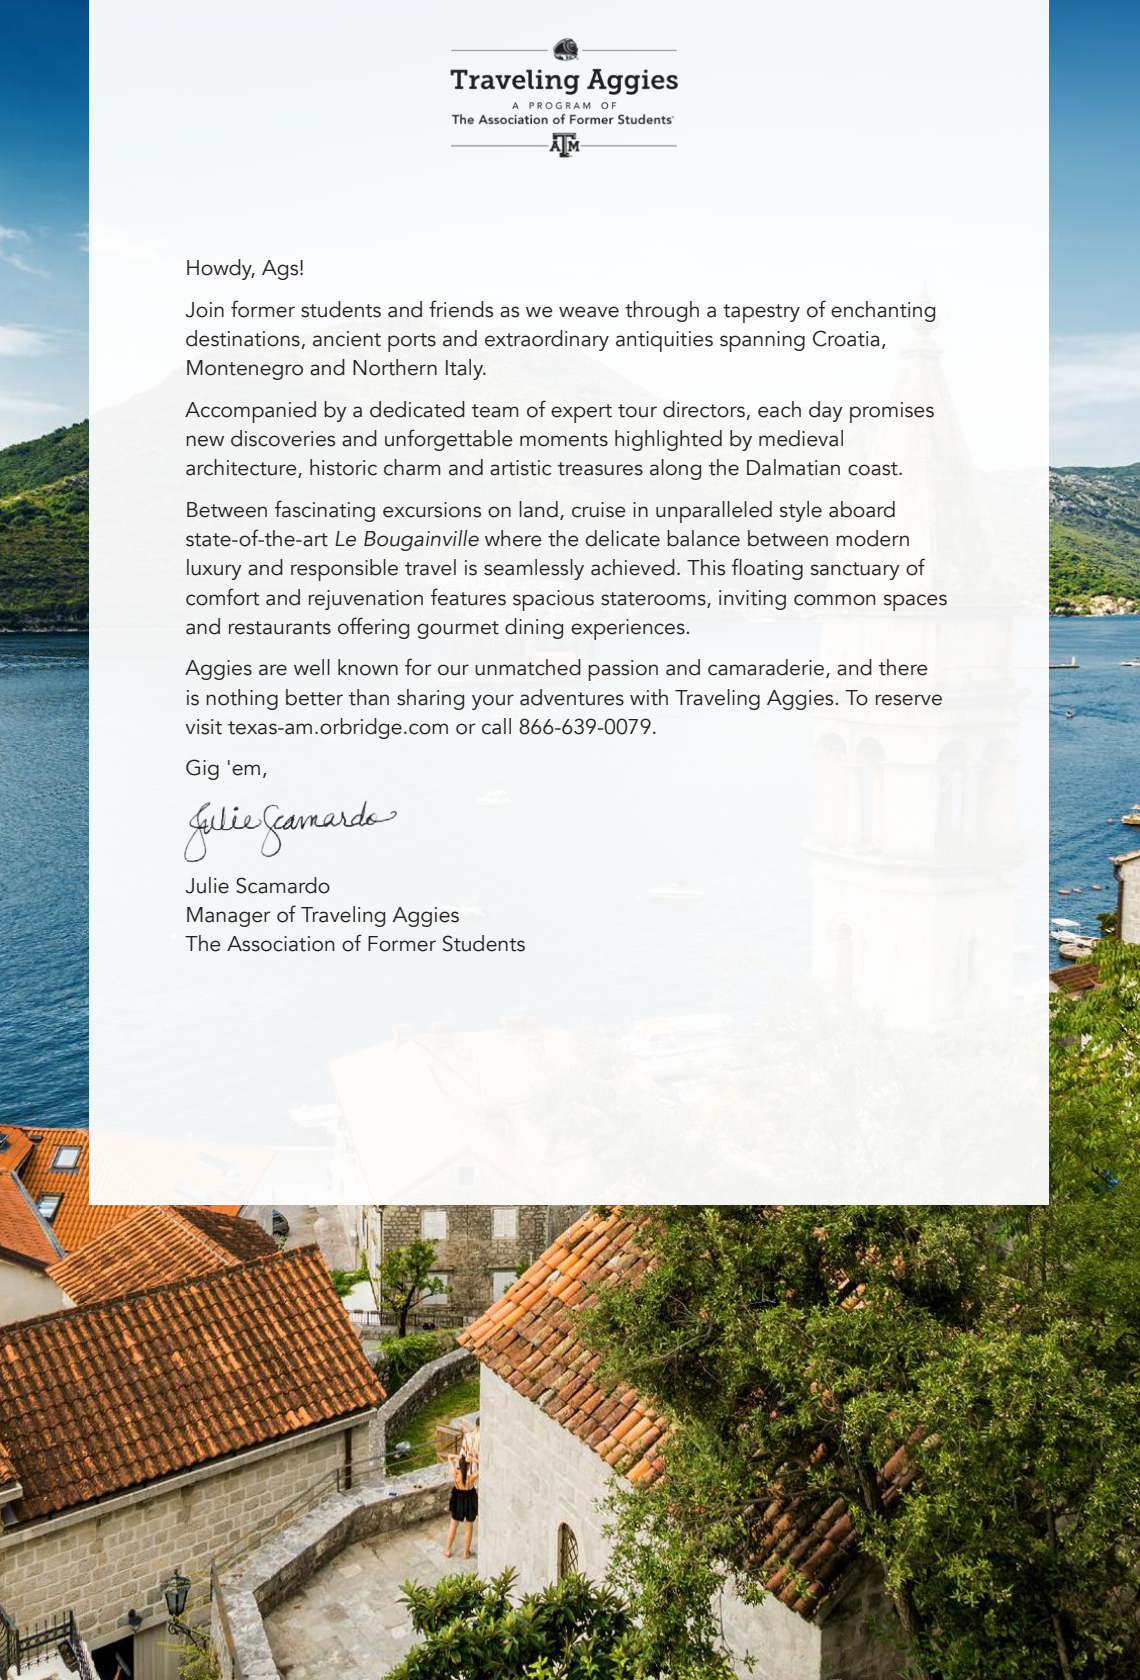 Traveling Aggies
A PROGRAM OF
The Association of Former Students®
ATM
Howdy, Ags!
Join former students and friends as we weave through a tapestry of enchanting
destinations, ancient ports and extraordinary antiquities spanning Croatia,
Montenegro and Northern Italy.
Accompanied by a dedicated team of expert tour directors, each day promises
new discoveries and unforgettable moments highlighted by medieval
architecture, historic charm and artistic treasures along the Dalmatian coast.
Between fascinating excursions on land, cruise in unparalleled style aboard
state-of-the-art Le Bougainville where the delicate balance between modern
luxury and responsible travel is seamlessly achieved. This floating sanctuary of
comfort and rejuvenation features spacious staterooms, inviting common spaces
and restaurants offering gourmet dining experiences.
Aggies are well known for our unmatched passion and camaraderie, and there
is nothing better than sharing your adventures with Traveling Aggies. To reserve
visit texas-am.orbridge.com or call 866-639-0079.
Gig 'em,
Julie Scamardo
Julie Scamardo
Manager of Traveling Aggies
The Association of Former Students